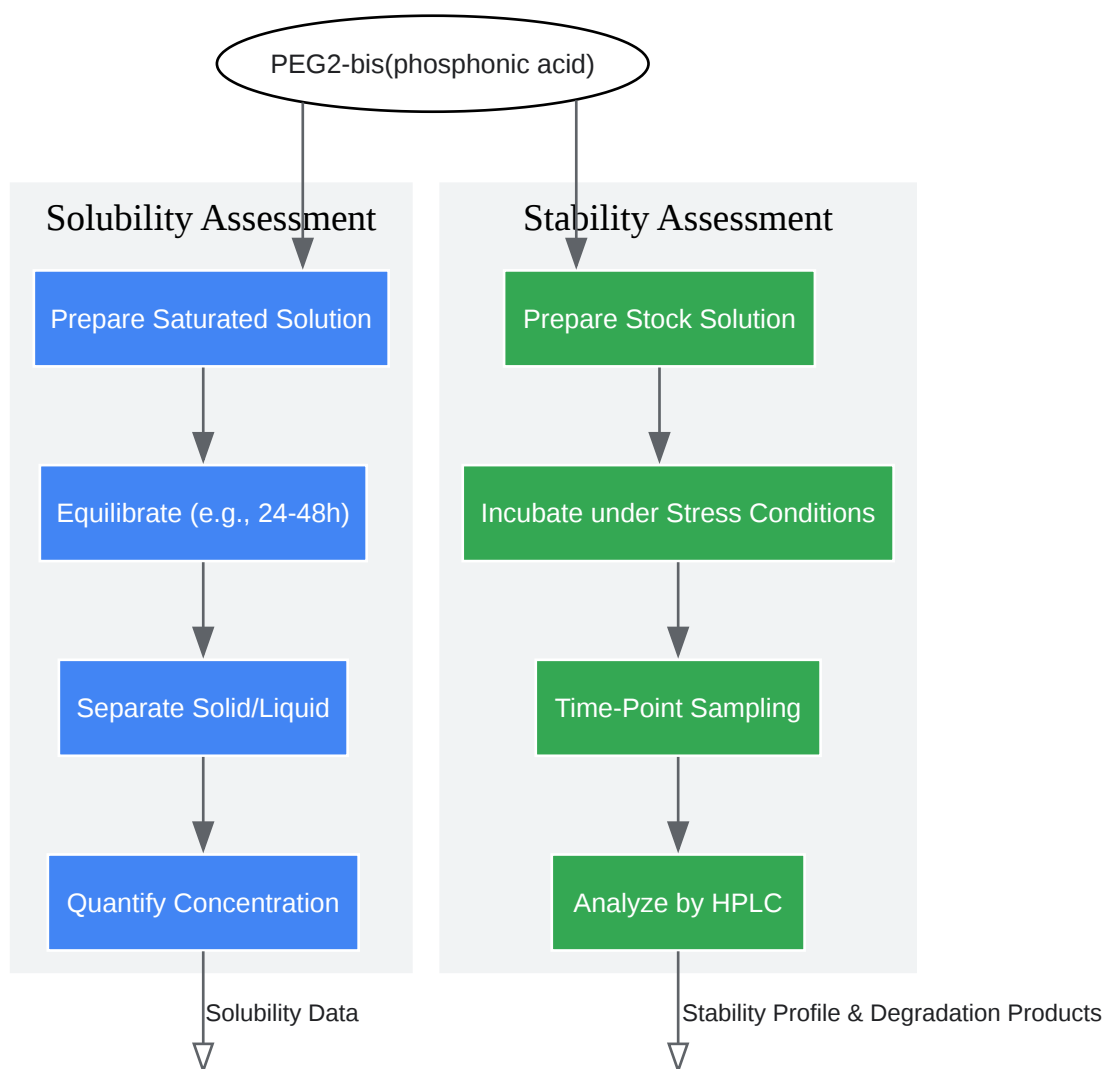 PEG2-bis(phosphonic acid)
Solubility Assessment
Prepare Saturated Solution
Equilibrate (e.g., 24-48h)
Separate Solid/Liquid
Quantify Concentration
Solubility Data
Stability Assessment
Prepare Stock Solution
Incubate under Stress Conditions
Time-Point Sampling
Analyze by HPLC
Stability Profile & Degradation Products